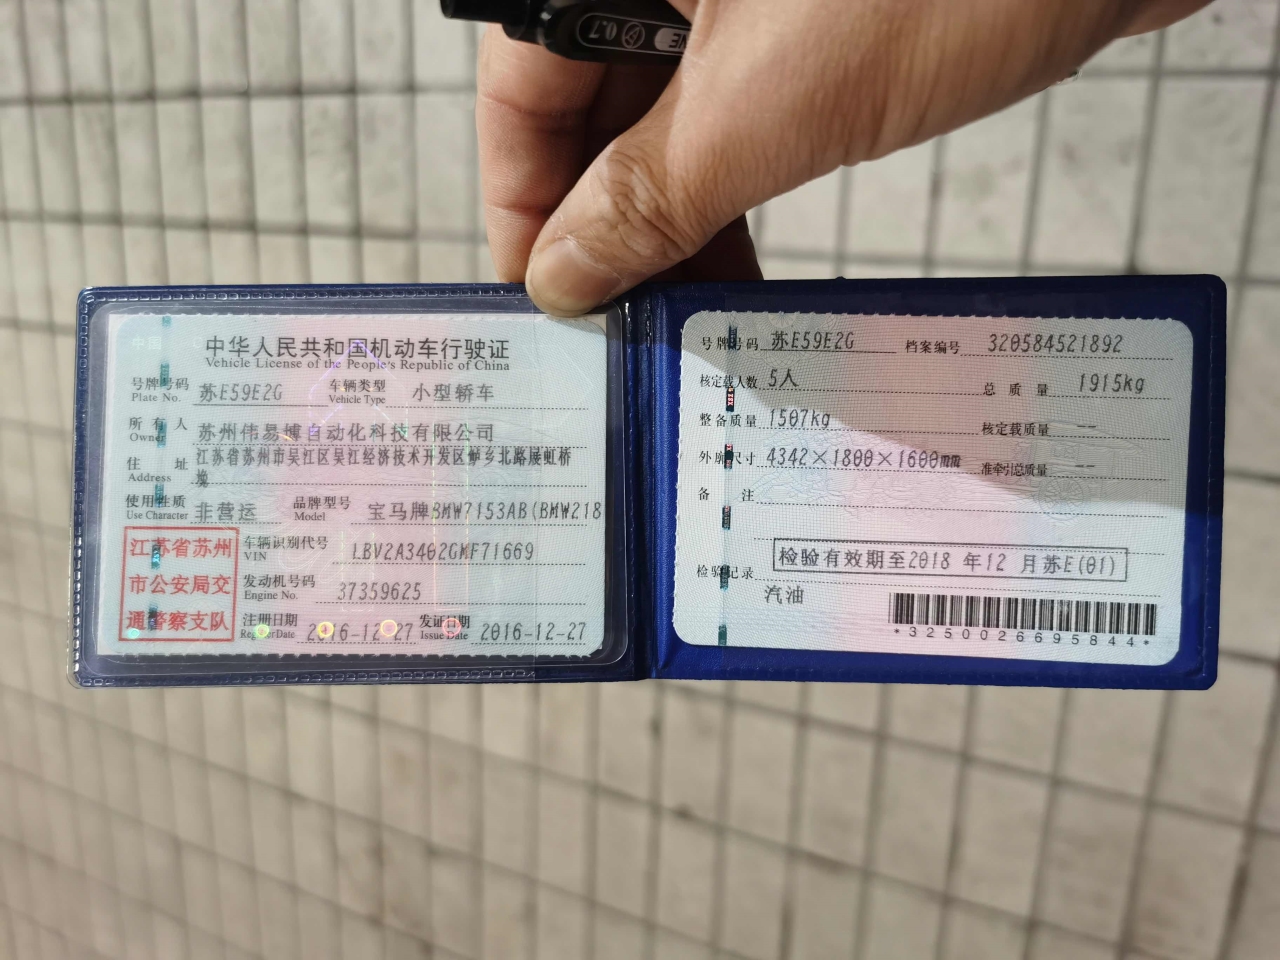 0.7
中华人民共和国机动车行驶证
Vehicle License of the People's Republic of China
号牌号码 苏E59E2G 车辆类型 小型轿车
Plate No. Vehicle Type
所有人 苏州伟易博自动化科技有限公司
Owner
住址 江苏省苏州市吴江区吴江经济技术开发区 乡北路展虹桥
Address
使用性质 非营运 品牌型号 宝马牌BMW7153AB(BMW218
Use Character Model
江苏省苏州
市公安局交
通警察支队
车辆识别代号 LBV2A3402GMF71669
VIN
发动机号码 37359625
Engine No.
注册日期 2016-12-27 发证日期 2016-12-27
Register Date Issue Date
号牌号码 苏E59E2G 档案编号 320584521892
核定载人数 5人 总质量 1915kg
整备质量 1507kg 核定载质量 --
外廓尺寸 4342×1800×1600mm 准牵引总质量 --
备注
检验有效期至2018 年12 月苏E(01)
检验记录
汽油
*3250026695844*